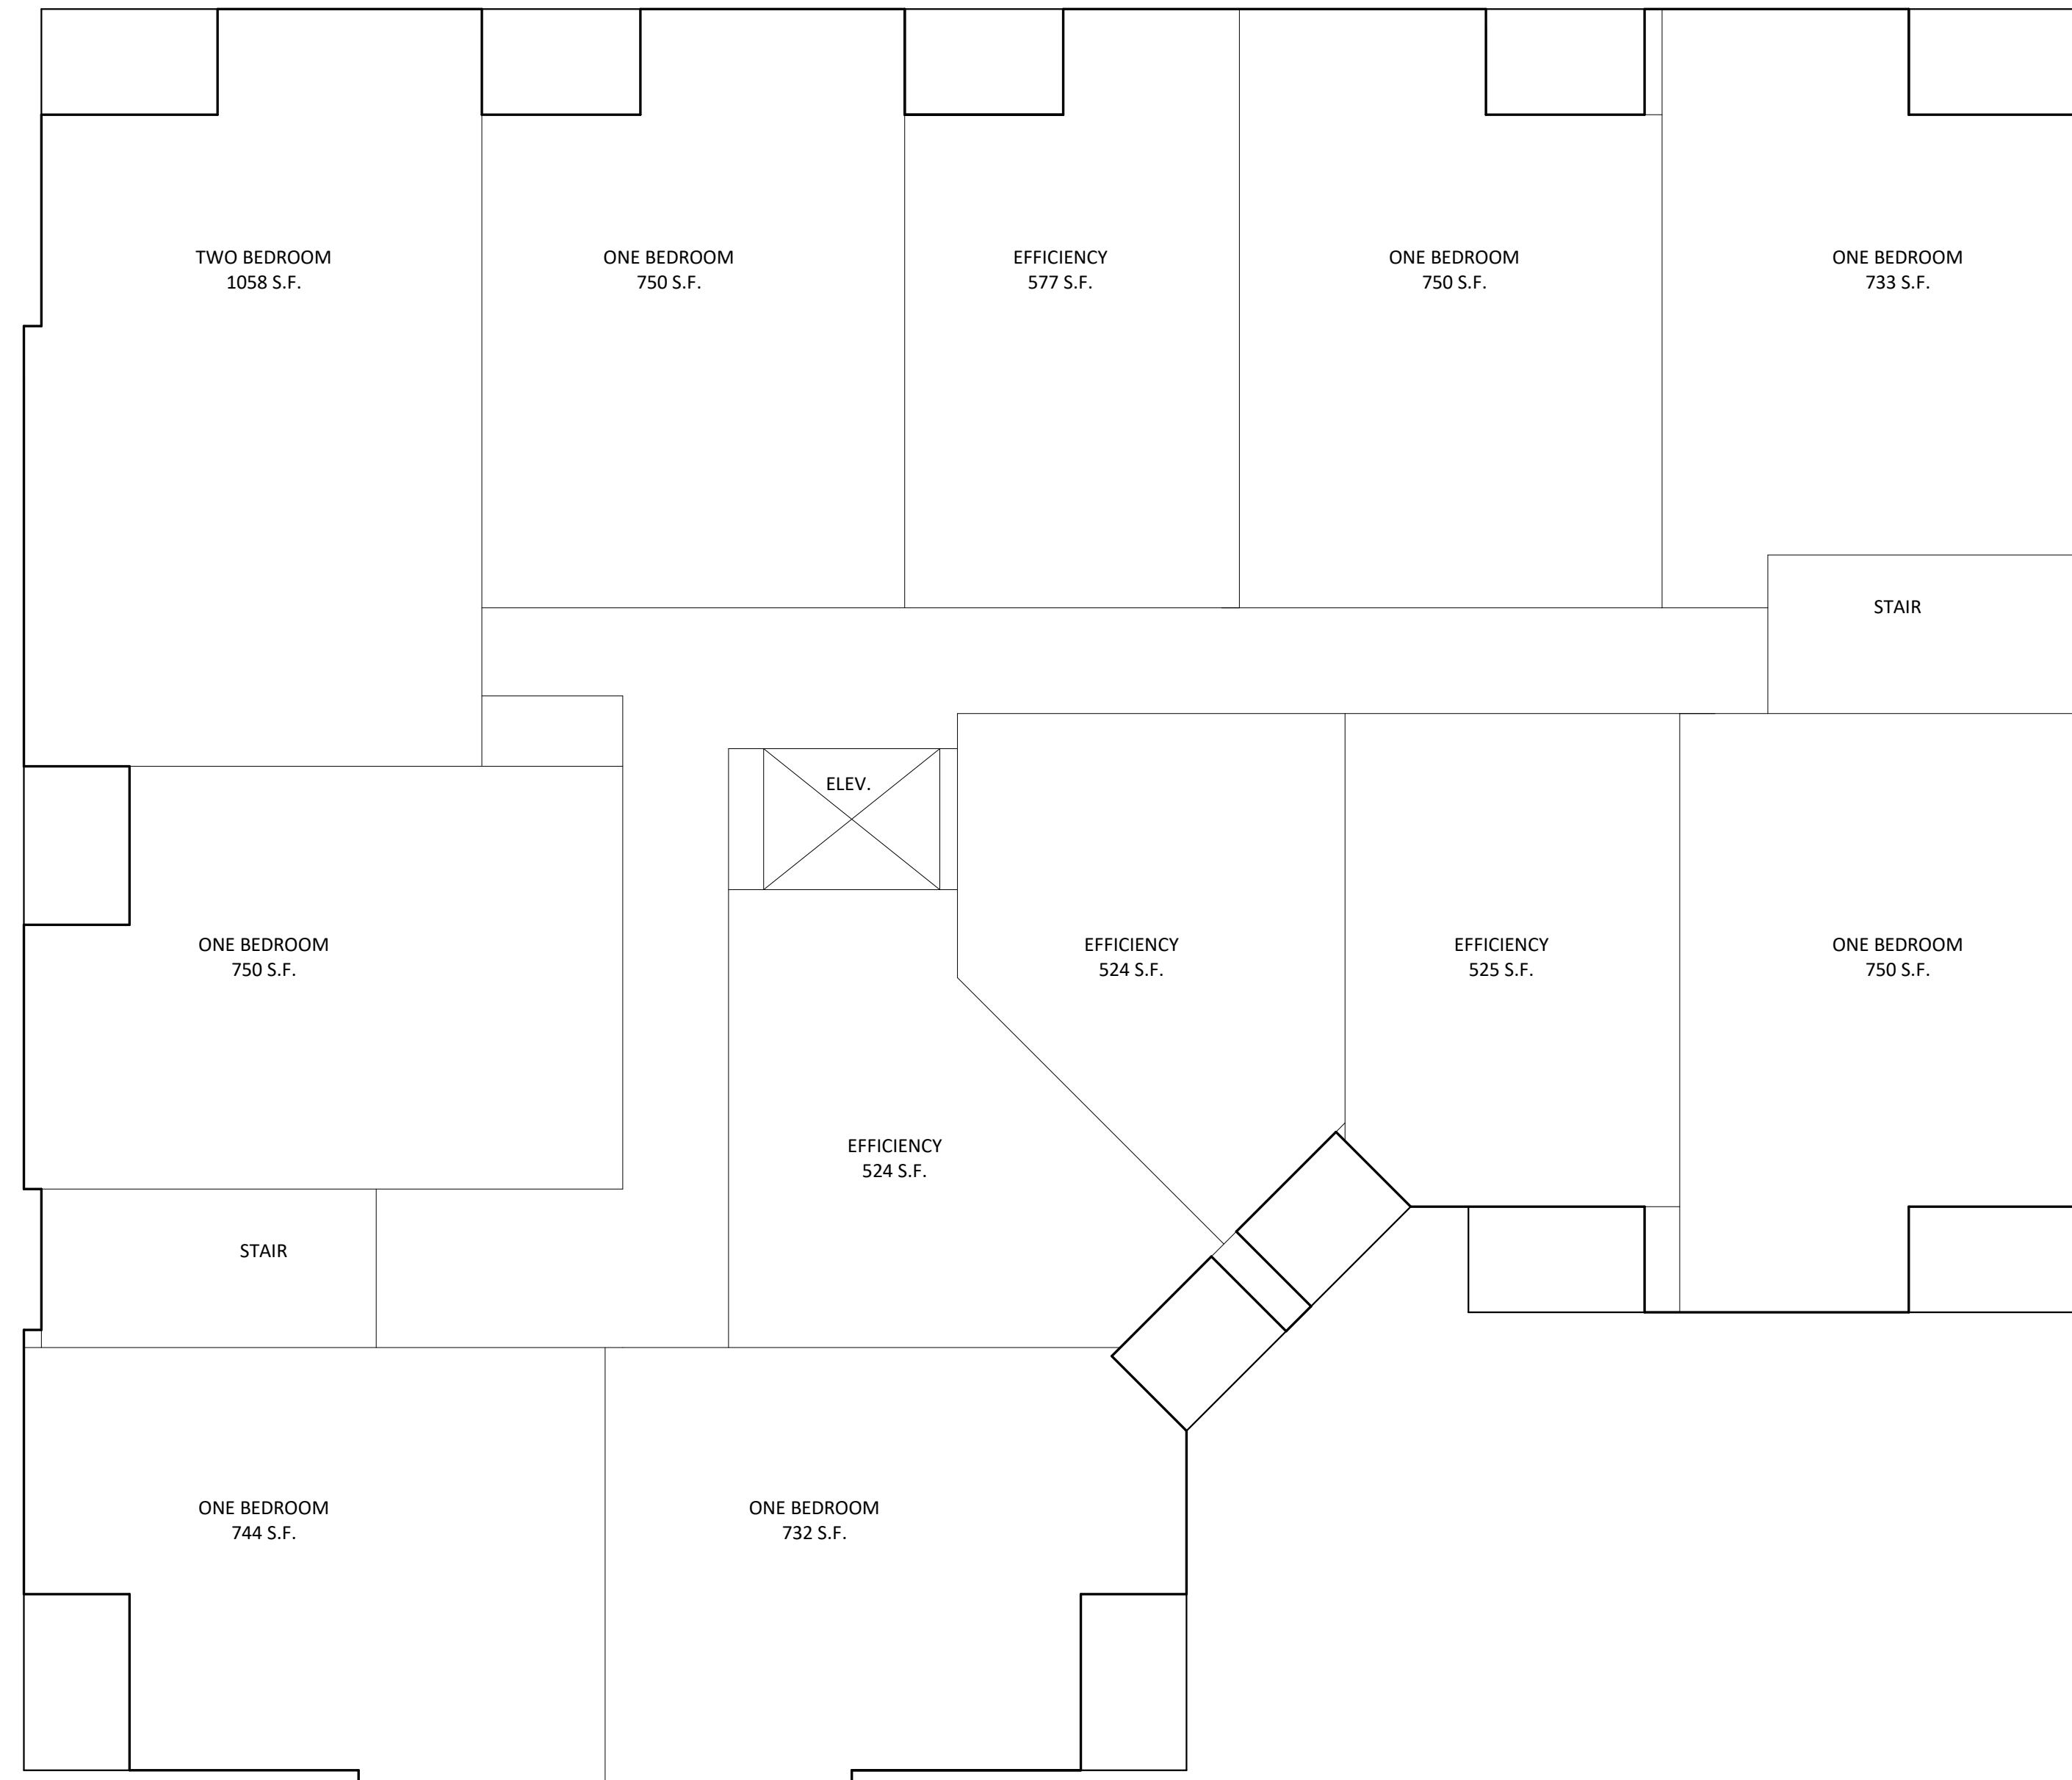 TWO BEDROOM
1058 S.F.
ONE BEDROOM
750 S.F.
EFFICIENCY
577 S.F.
ONE BEDROOM
750 S.F.
ONE BEDROOM
733 S.F.
STAIR
ELEV.
ONE BEDROOM
750 S.F.
EFFICIENCY
524 S.F.
EFFICIENCY
525 S.F.
ONE BEDROOM
750 S.F.
EFFICIENCY
524 S.F.
STAIR
ONE BEDROOM
744 S.F.
ONE BEDROOM
732 S.F.